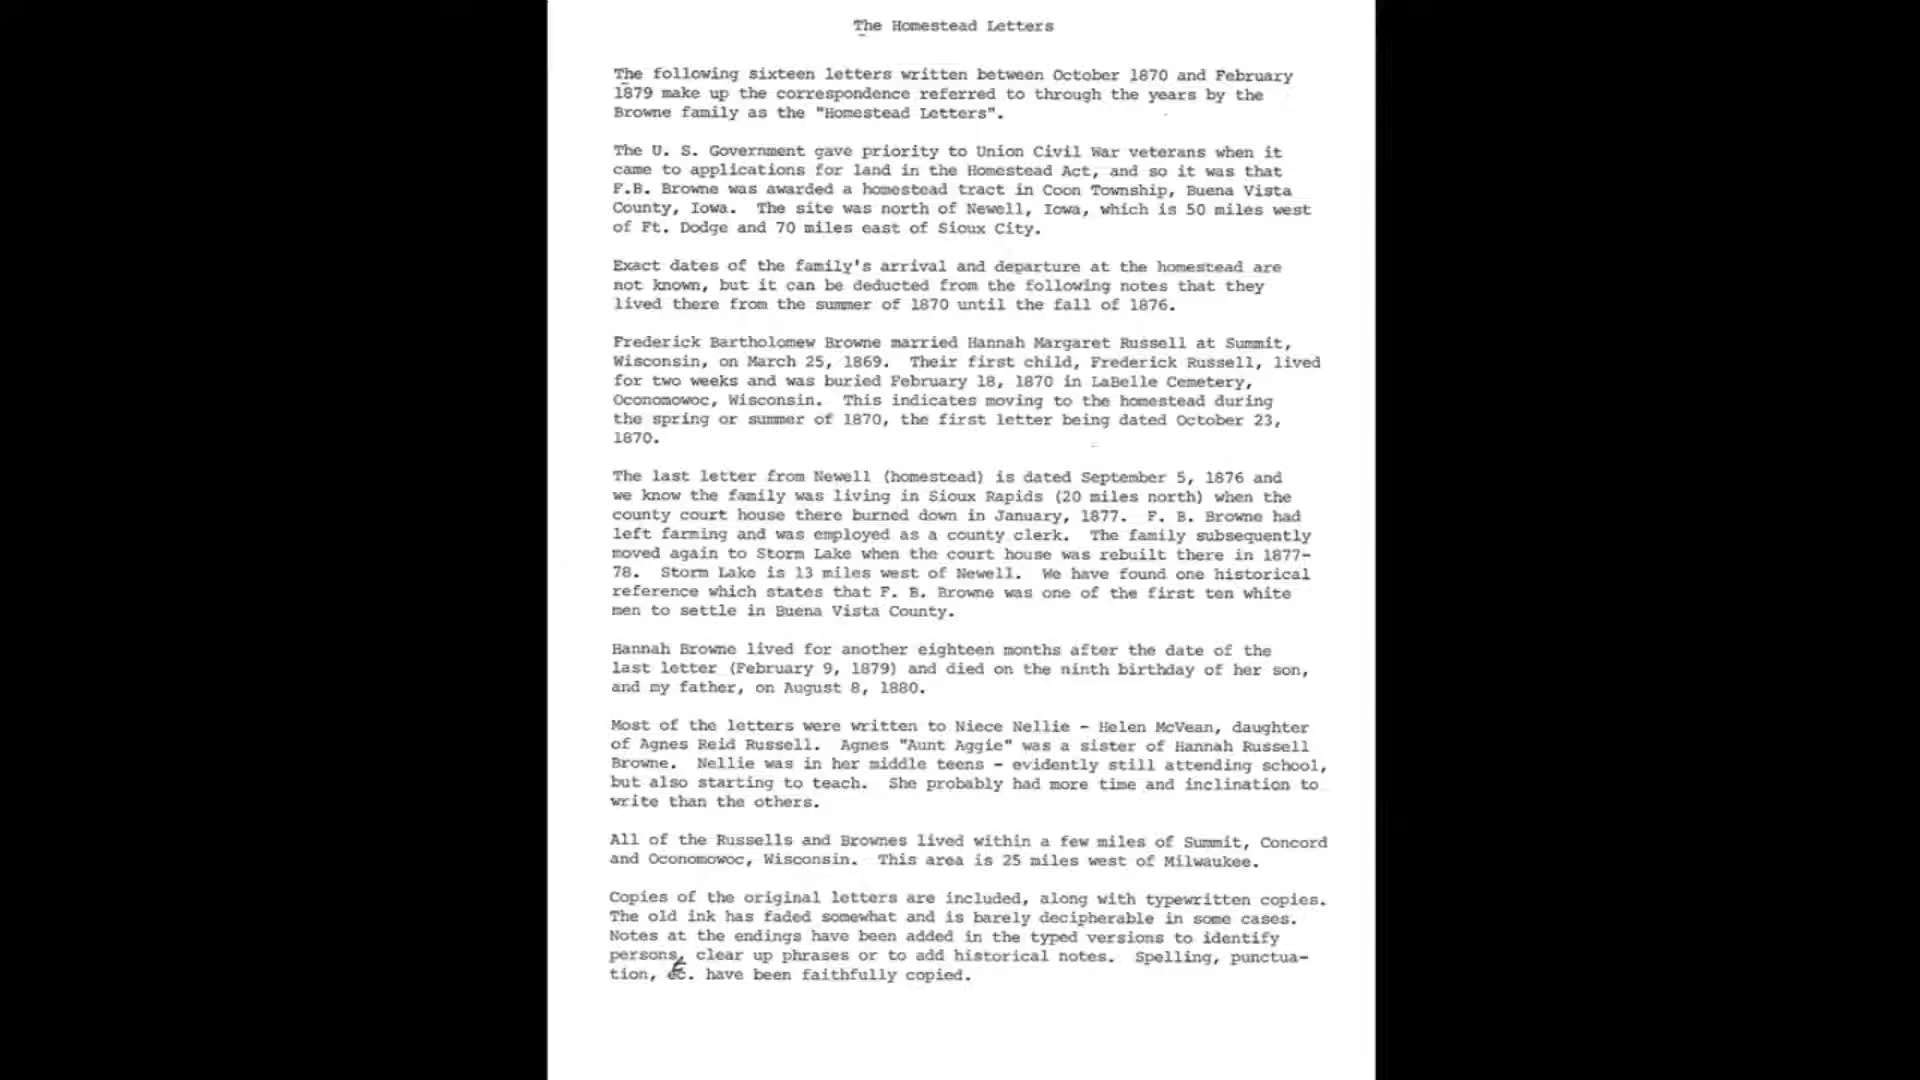 The Homestead Letters
The following sixteen letters written between October 1870 and February
1879 make up the correspondence referred to through the years by the
Browne family as the "Homestead Letters".
The U. S. Government gave priority to Union Civil War veterans when it
came to applications for land in the Homestead Act, and so it was that
F.B. Browne was awarded a homestead tract in Coon Township, Buena Vista
County, Iowa.  The site was north of Newell, Iowa, which is 50 miles west
of Ft. Dodge and 70 miles east of Sioux City.
Exact dates of the family's arrival and departure at the homestead are
not known, but it can be deducted from the following notes that they
lived there from the summer of 1870 until the fall of 1876.
Frederick Bartholomew Browne married Hannah Margaret Russell at Summit,
Wisconsin, on March 25, 1869.  Their first child, Frederick Russell, lived
for two weeks and was buried February 18, 1870 in LaBelle Cemetery,
Oconomowoc, Wisconsin.  This indicates moving to the homestead during
the spring or summer of 1870, the first letter being dated October 23,
1870.
The last letter from Newell (homestead) is dated September 5, 1876 and
we know the family was living in Sioux Rapids (20 miles north) when the
county court house there burned down in January, 1877.  F. B. Browne had
left farming and was employed as a county clerk.  The family subsequently
moved again to Storm Lake when the court house was rebuilt there in 1877-
78.  Storm Lake is 13 miles west of Newell.  We have found one historical
reference which states that F. B. Browne was one of the first ten white
men to settle in Buena Vista County.
Hannah Browne lived for another eighteen months after the date of the
last letter (February 9, 1879) and died on the ninth birthday of her son,
and my father, on August 8, 1880.
Most of the letters were written to Niece Nellie - Helen McVean, daughter
of Agnes Reid Russell.  Agnes "Aunt Aggie" was a sister of Hannah Russell
Browne.  Nellie was in her middle teens - evidently still attending school,
but also starting to teach.  She probably had more time and inclination to
write than the others.
All of the Russells and Brownes lived within a few miles of Summit, Concord
and Oconomowoc, Wisconsin.  This area is 25 miles west of Milwaukee.
Copies of the original letters are included, along with typewritten copies.
The old ink has faded somewhat and is barely decipherable in some cases.
Notes at the endings have been added in the typed versions to identify
persons, clear up phrases or to add historical notes.  Spelling, punctua-
tion, etc. have been faithfully copied.